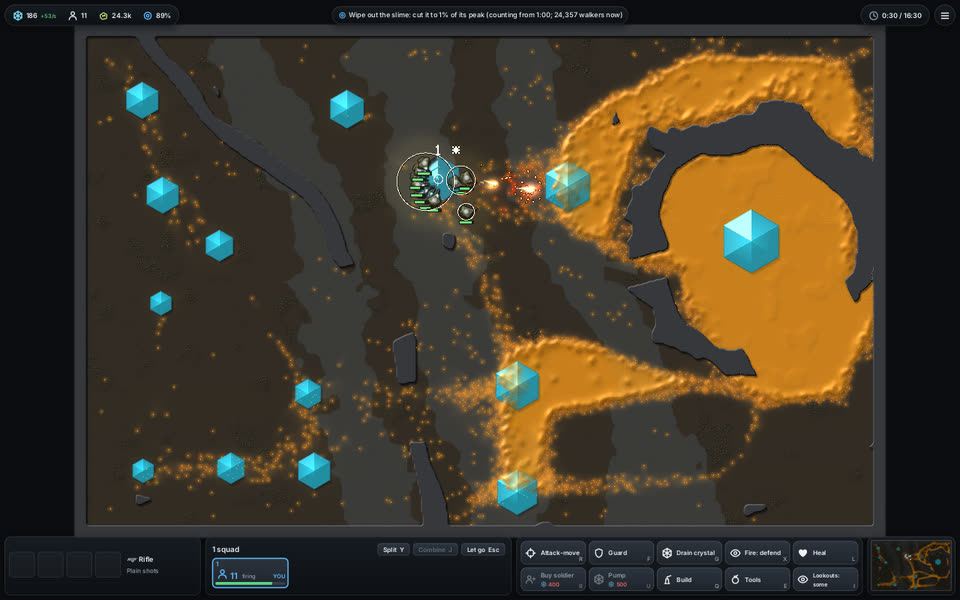 186 +53/s 11 24.3k 89%
Wipe out the slime: cut it to 1% of its peak (counting from 1:00; 24,357 walkers now)
0:30 / 16:30
1
Rifle
Plain shots
1 squad
Split Y
Combine J
Let go Esc
1
11 firing YOU
Attack-move R
Guard F
Drain crystal G
Fire: defend X
Heal L
Buy soldier 400
Pump 500 U
Build Q
Tools E
Lookouts: some I